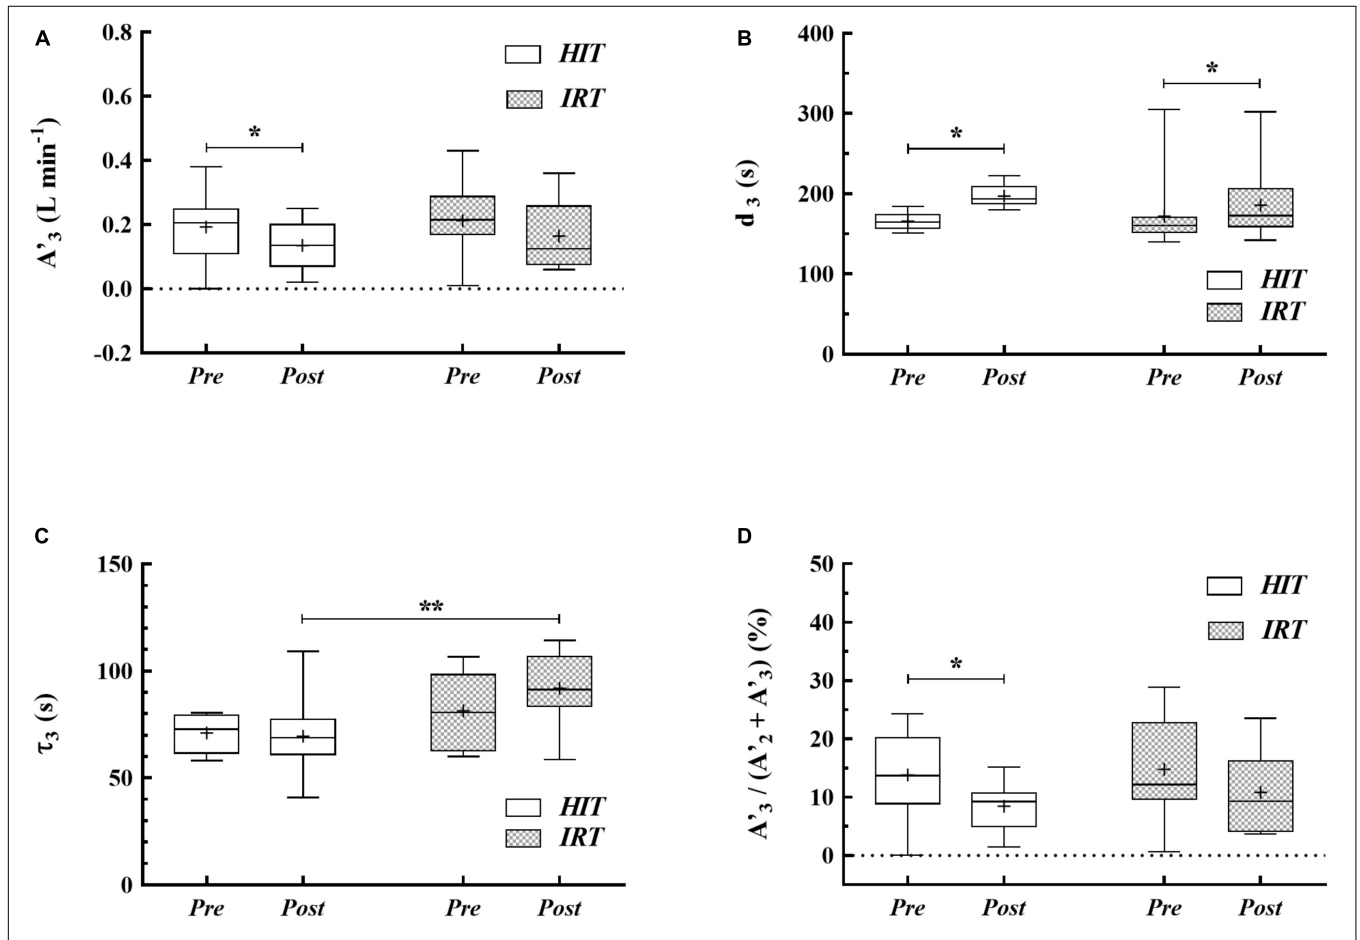 A
0.8
0.6
0.4
0.2
0.0
-0.2
A'3 (L min-1)
HIT
IRT
*
Pre Post Pre Post
B
400
300
200
100
0
d 3 (s)
*
*
HIT
IRT
Pre Post Pre Post
C
150
100
50
0
τ3 (s)
**
HIT
IRT
Pre Post Pre Post
D
50
40
30
20
10
0
A'3 / (A'2 + A'3) (%)
HIT
IRT
*
Pre Post Pre Post